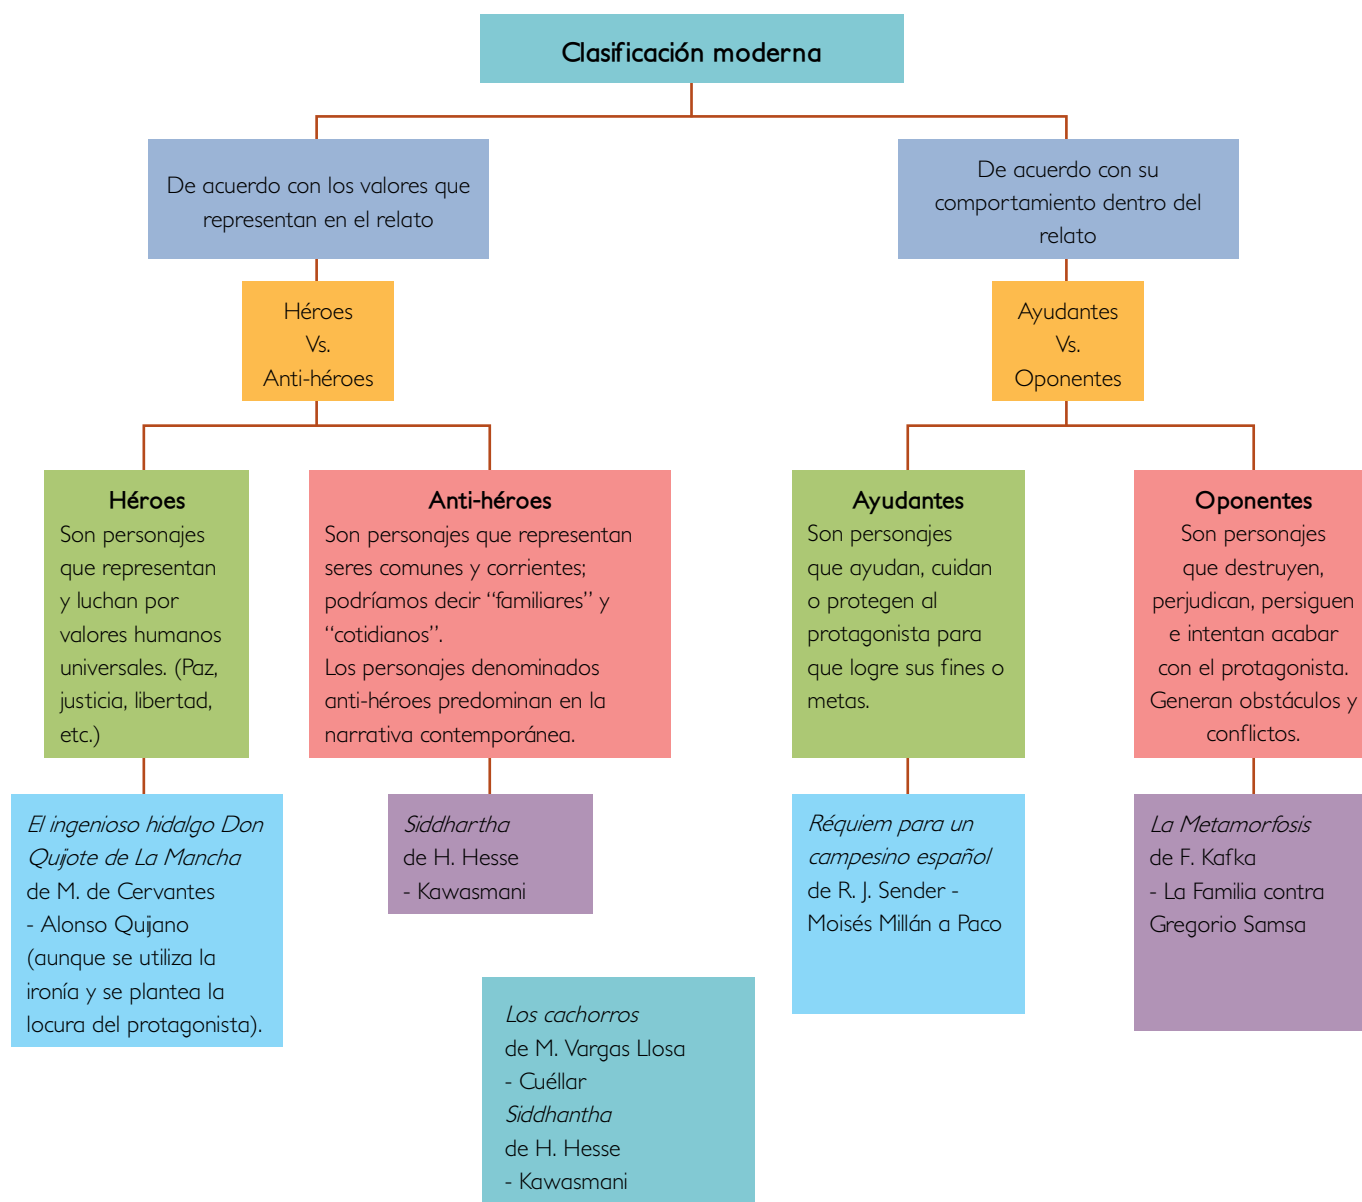 Clasificación moderna
De acuerdo con los valores que
representan en el relato
De acuerdo con su
comportamiento dentro del
relato
Héroes
Vs.
Anti-héroes
Ayudantes
Vs.
Oponentes
Héroes
Son personajes
que representan
y luchan por
valores humanos
universales. (Paz,
justicia, libertad,
etc.)
Anti-héroes
Son personajes que representan
seres comunes y corrientes;
podríamos decir “familiares” y
“cotidianos”.
Los personajes denominados
anti-héroes predominan en la
narrativa contemporánea.
Ayudantes
Son personajes
que ayudan, cuidan
o protegen al
protagonista para
que logre sus fines o
metas.
Oponentes
Son personajes
que destruyen,
perjudican, persiguen
e intentan acabar
con el protagonista.
Generan obstáculos y
conflictos.
El ingenioso hidalgo Don
Quijote de La Mancha
de M. de Cervantes
- Alonso Quijano
(aunque se utiliza la
ironía y se plantea la
locura del protagonista).
Siddhartha
de H. Hesse
- Kawasmani
Réquiem para un
campesino español
de R. J. Sender -
Moisés Millán a Paco
La Metamorfosis
de F. Kafka
- La Familia contra
Gregorio Samsa
Los cachorros
de M. Vargas Llosa
- Cuéllar
Siddhantha
de H. Hesse
- Kawasmani